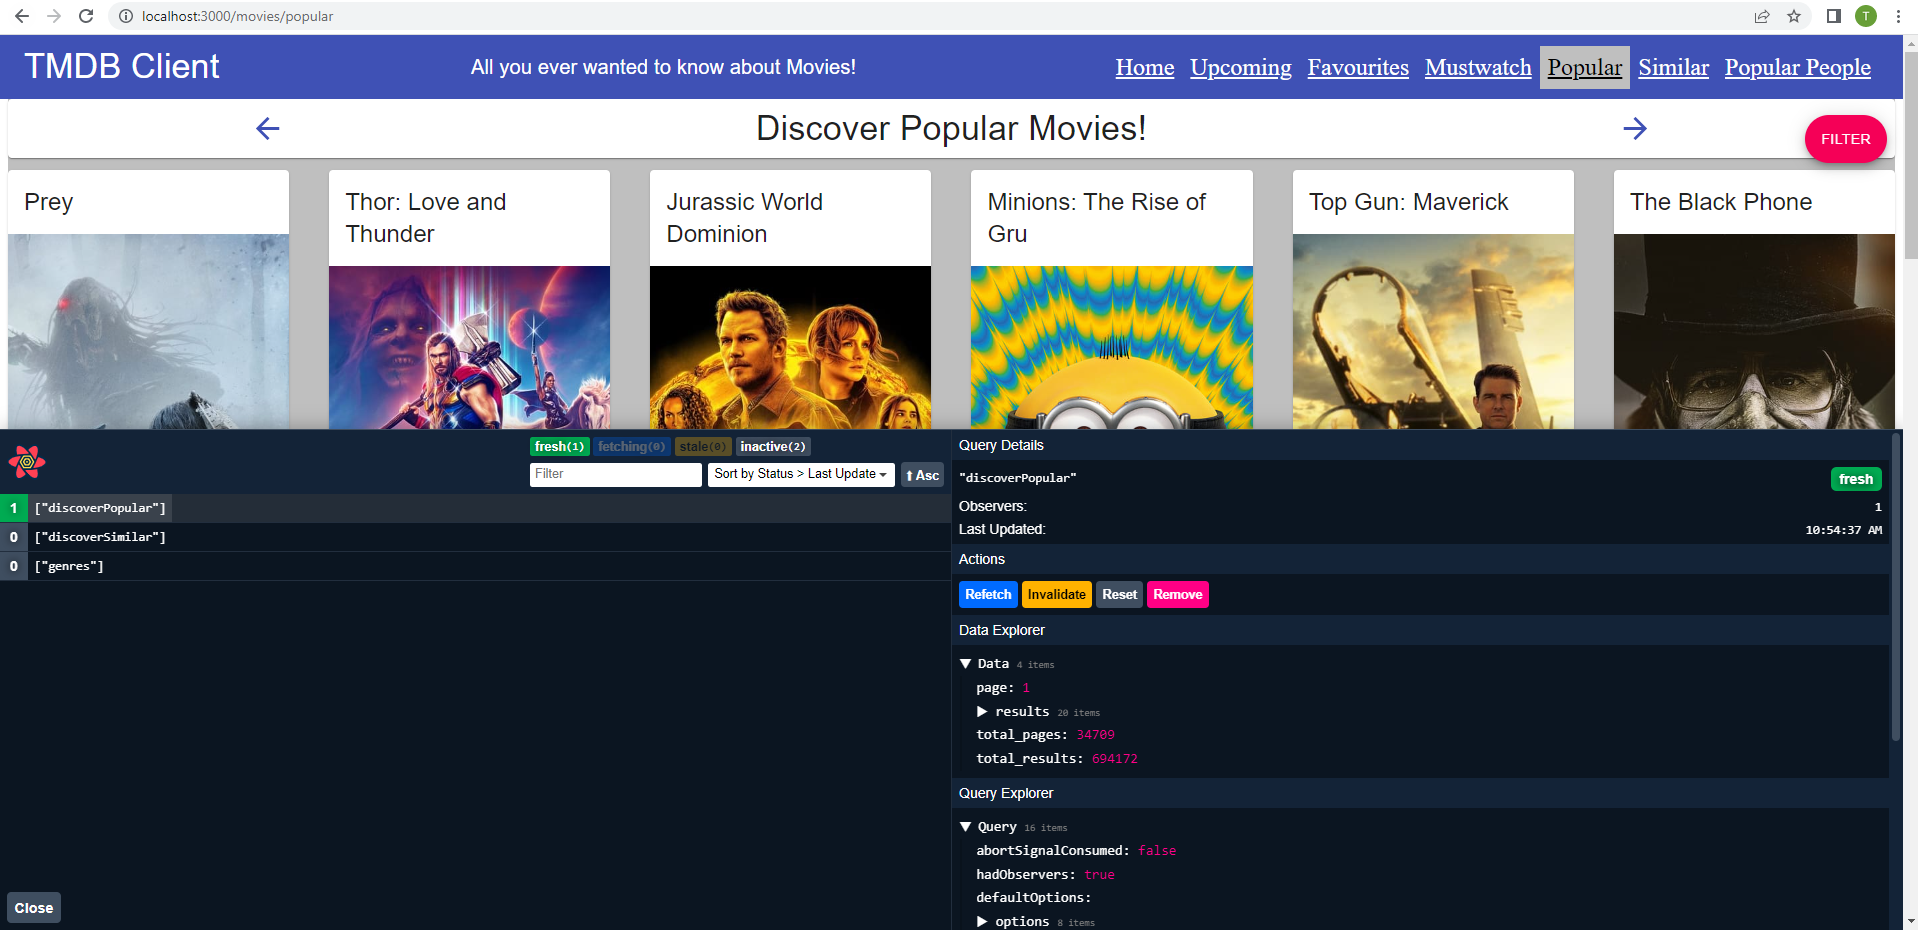 localhost:3000/movies/popular
T
TMDB Client
All you ever wanted to know about Movies!
Home Upcoming Favourites Mustwatch Popular Similar Popular People
Discover Popular Movies!
FILTER
Prey
Thor: Love and
Thunder
Jurassic World
Dominion
Minions: The Rise of
Gru
Top Gun: Maverick
The Black Phone
fresh(1) fetching(0) stale(0) inactive(2)
Filter
Sort by Status > Last Update
Asc
1 ["discoverPopular"]
0 ["discoverSimilar"]
0 ["genres"]
Close
Query Details
"discoverPopular"
fresh
Observers: 1
Last Updated: 10:54:37 AM
Actions
Refetch Invalidate Reset Remove
Data Explorer
Data 4 items
page: 1
results 20 items
total_pages: 34709
total_results: 694172
Query Explorer
Query 16 items
abortSignalConsumed: false
hadObservers: true
defaultOptions:
options 8 items